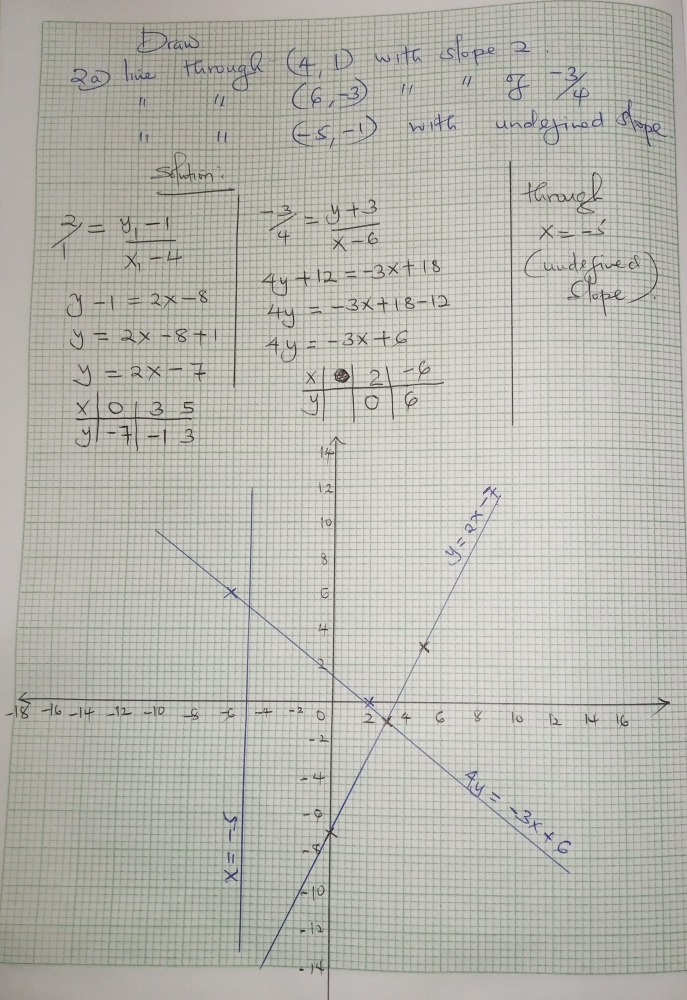 Draw
2a) line through (4, 1) with slope 2.
" " (6, -3) " " of -3/4
" " (-5, -1) with undefined slope.
Solution.
2/1 = y₁ - 1 / x₁ - 4
y - 1 = 2x - 8
y = 2x - 8 + 1
y = 2x - 7
x | 0 | 3 5
y | -7 | -1 3
-3/4 = y + 3 / x - 6
4y + 12 = -3x + 18
4y = -3x + 18 - 12
4y = -3x + 6
x | 2 | -6
y | 0 | 6
through
x = -5
(undefined
slope).
14
12
10
8
6
4
2
y = 2x - 7
-18 -16 -14 -12 -10 -8 -6 -4 -2 0 2 4 6 8 10 12 14 16
-2
-4
-6
-8
-10
-12
-14
x = -5
4y = -3x + 6